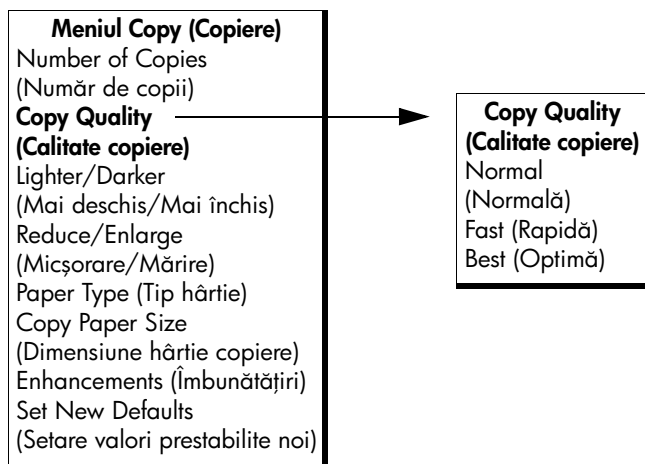 Meniul Copy (Copiere)
Number of Copies
(Număr de copii)
Copy Quality
(Calitate copiere)
Lighter/Darker
(Mai deschis/Mai închis)
Reduce/Enlarge
(Micșorare/Mărire)
Paper Type (Tip hârtie)
Copy Paper Size
(Dimensiune hârtie copiere)
Enhancements (Îmbunătățiri)
Set New Defaults
(Setare valori prestabilite noi)
Copy Quality
(Calitate copiere)
Normal
(Normală)
Fast (Rapidă)
Best (Optimă)